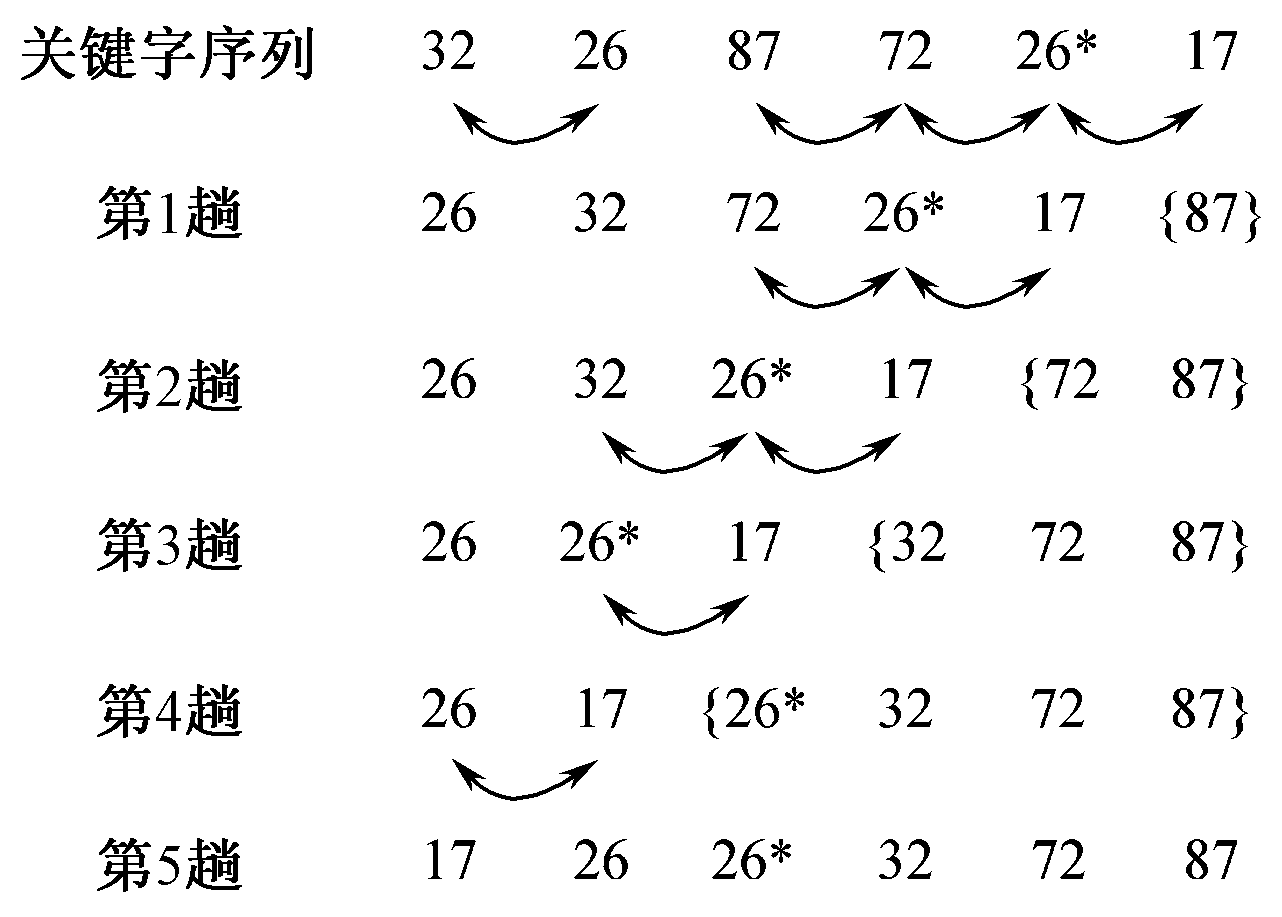 关键字序列 32 26 87 72 26* 17
第1趟 26 32 72 26* 17 {87}
第2趟 26 32 26* 17 {72 87}
第3趟 26 26* 17 {32 72 87}
第4趟 26 17 {26* 32 72 87}
第5趟 17 26 26* 32 72 87